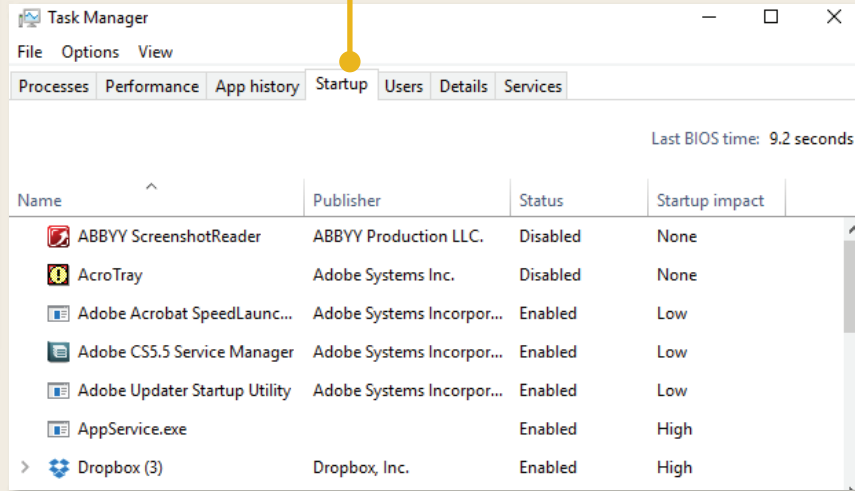 Task Manager
File Options View
Processes Performance App history Startup Users Details Services
Last BIOS time: 9.2 seconds
Name Publisher Status Startup impact
ABBYY ScreenshotReader ABBYY Production LLC. Disabled None
AcroTray Adobe Systems Inc. Disabled None
Adobe Acrobat SpeedLaunc... Adobe Systems Incorpor... Enabled Low
Adobe CS5.5 Service Manager Adobe Systems Incorpor... Enabled Low
Adobe Updater Startup Utility Adobe Systems Incorpor... Enabled Low
AppService.exe Enabled High
Dropbox (3) Dropbox, Inc. Enabled High